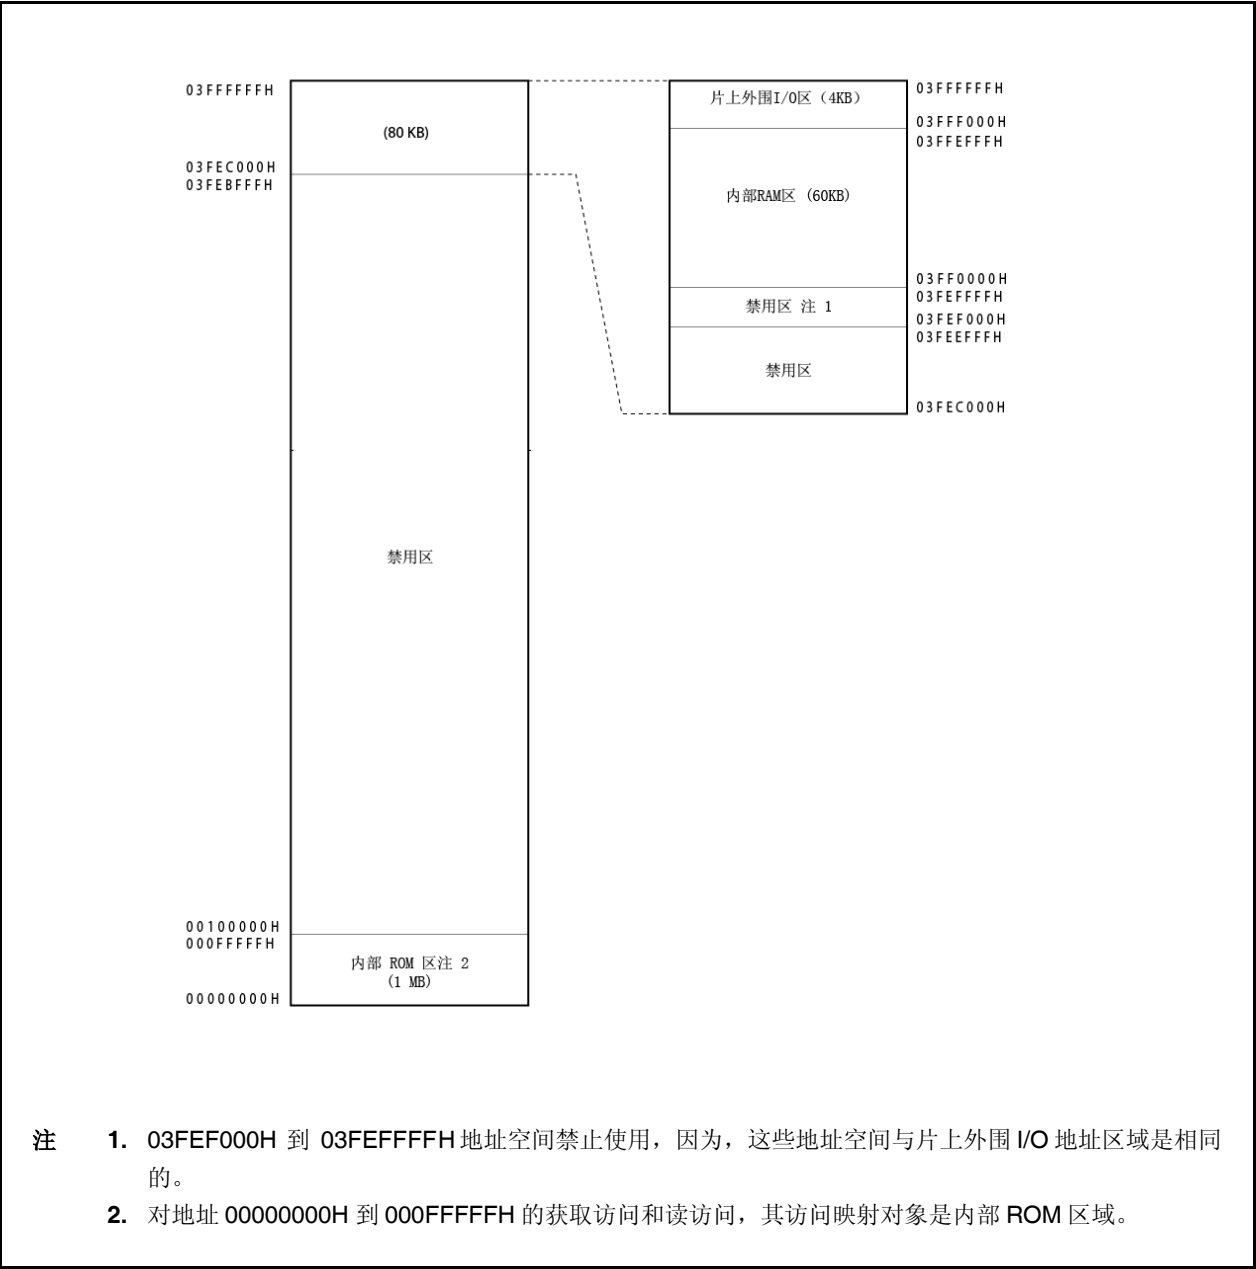 03FFFFFFH
(80 KB)
03FEC000H
03FEBFFFH
禁用区
00100000H
000FFFFFH
内部 ROM 区注 2
(1 MB)
00000000H
片上外围I/O区（4KB）
03FFFFFFH
03FFF000H
03FFEFFFH
内部RAM区 (60KB)
03FF0000H
03FEFFFFH
禁用区 注 1
03FEF000H
03FEEFFFH
禁用区
03FEC000H
注 1. 03FEF000H 到 03FEFFFFH 地址空间禁止使用，因为，这些地址空间与片上外围 I/O 地址区域是相同
的。
2. 对地址 00000000H 到 000FFFFFH 的获取访问和读访问，其访问映射对象是内部 ROM 区域。